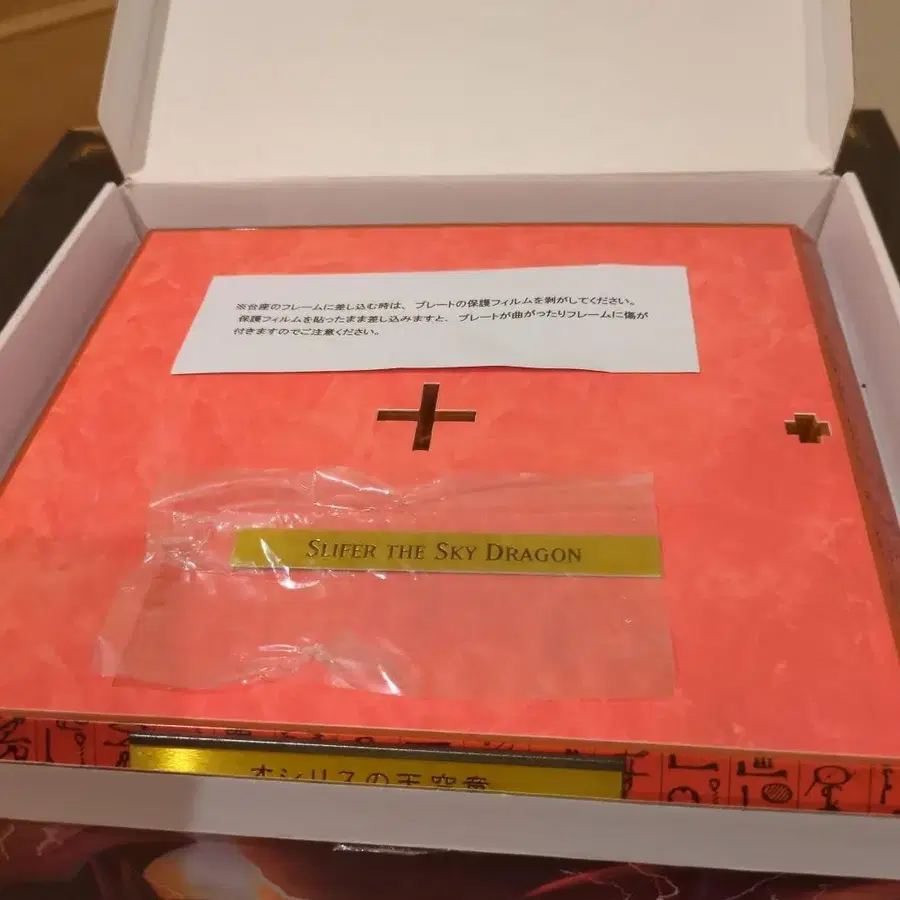 ※台座のフレームに差し込む時は、プレートの保護フィルムを剥がしてください。
保護フィルムを貼ったまま差し込みますと、プレートが曲がったりフレームに傷が
付きますのでご注意ください。
SLIFER THE SKY DRAGON
オシリスの天空竜